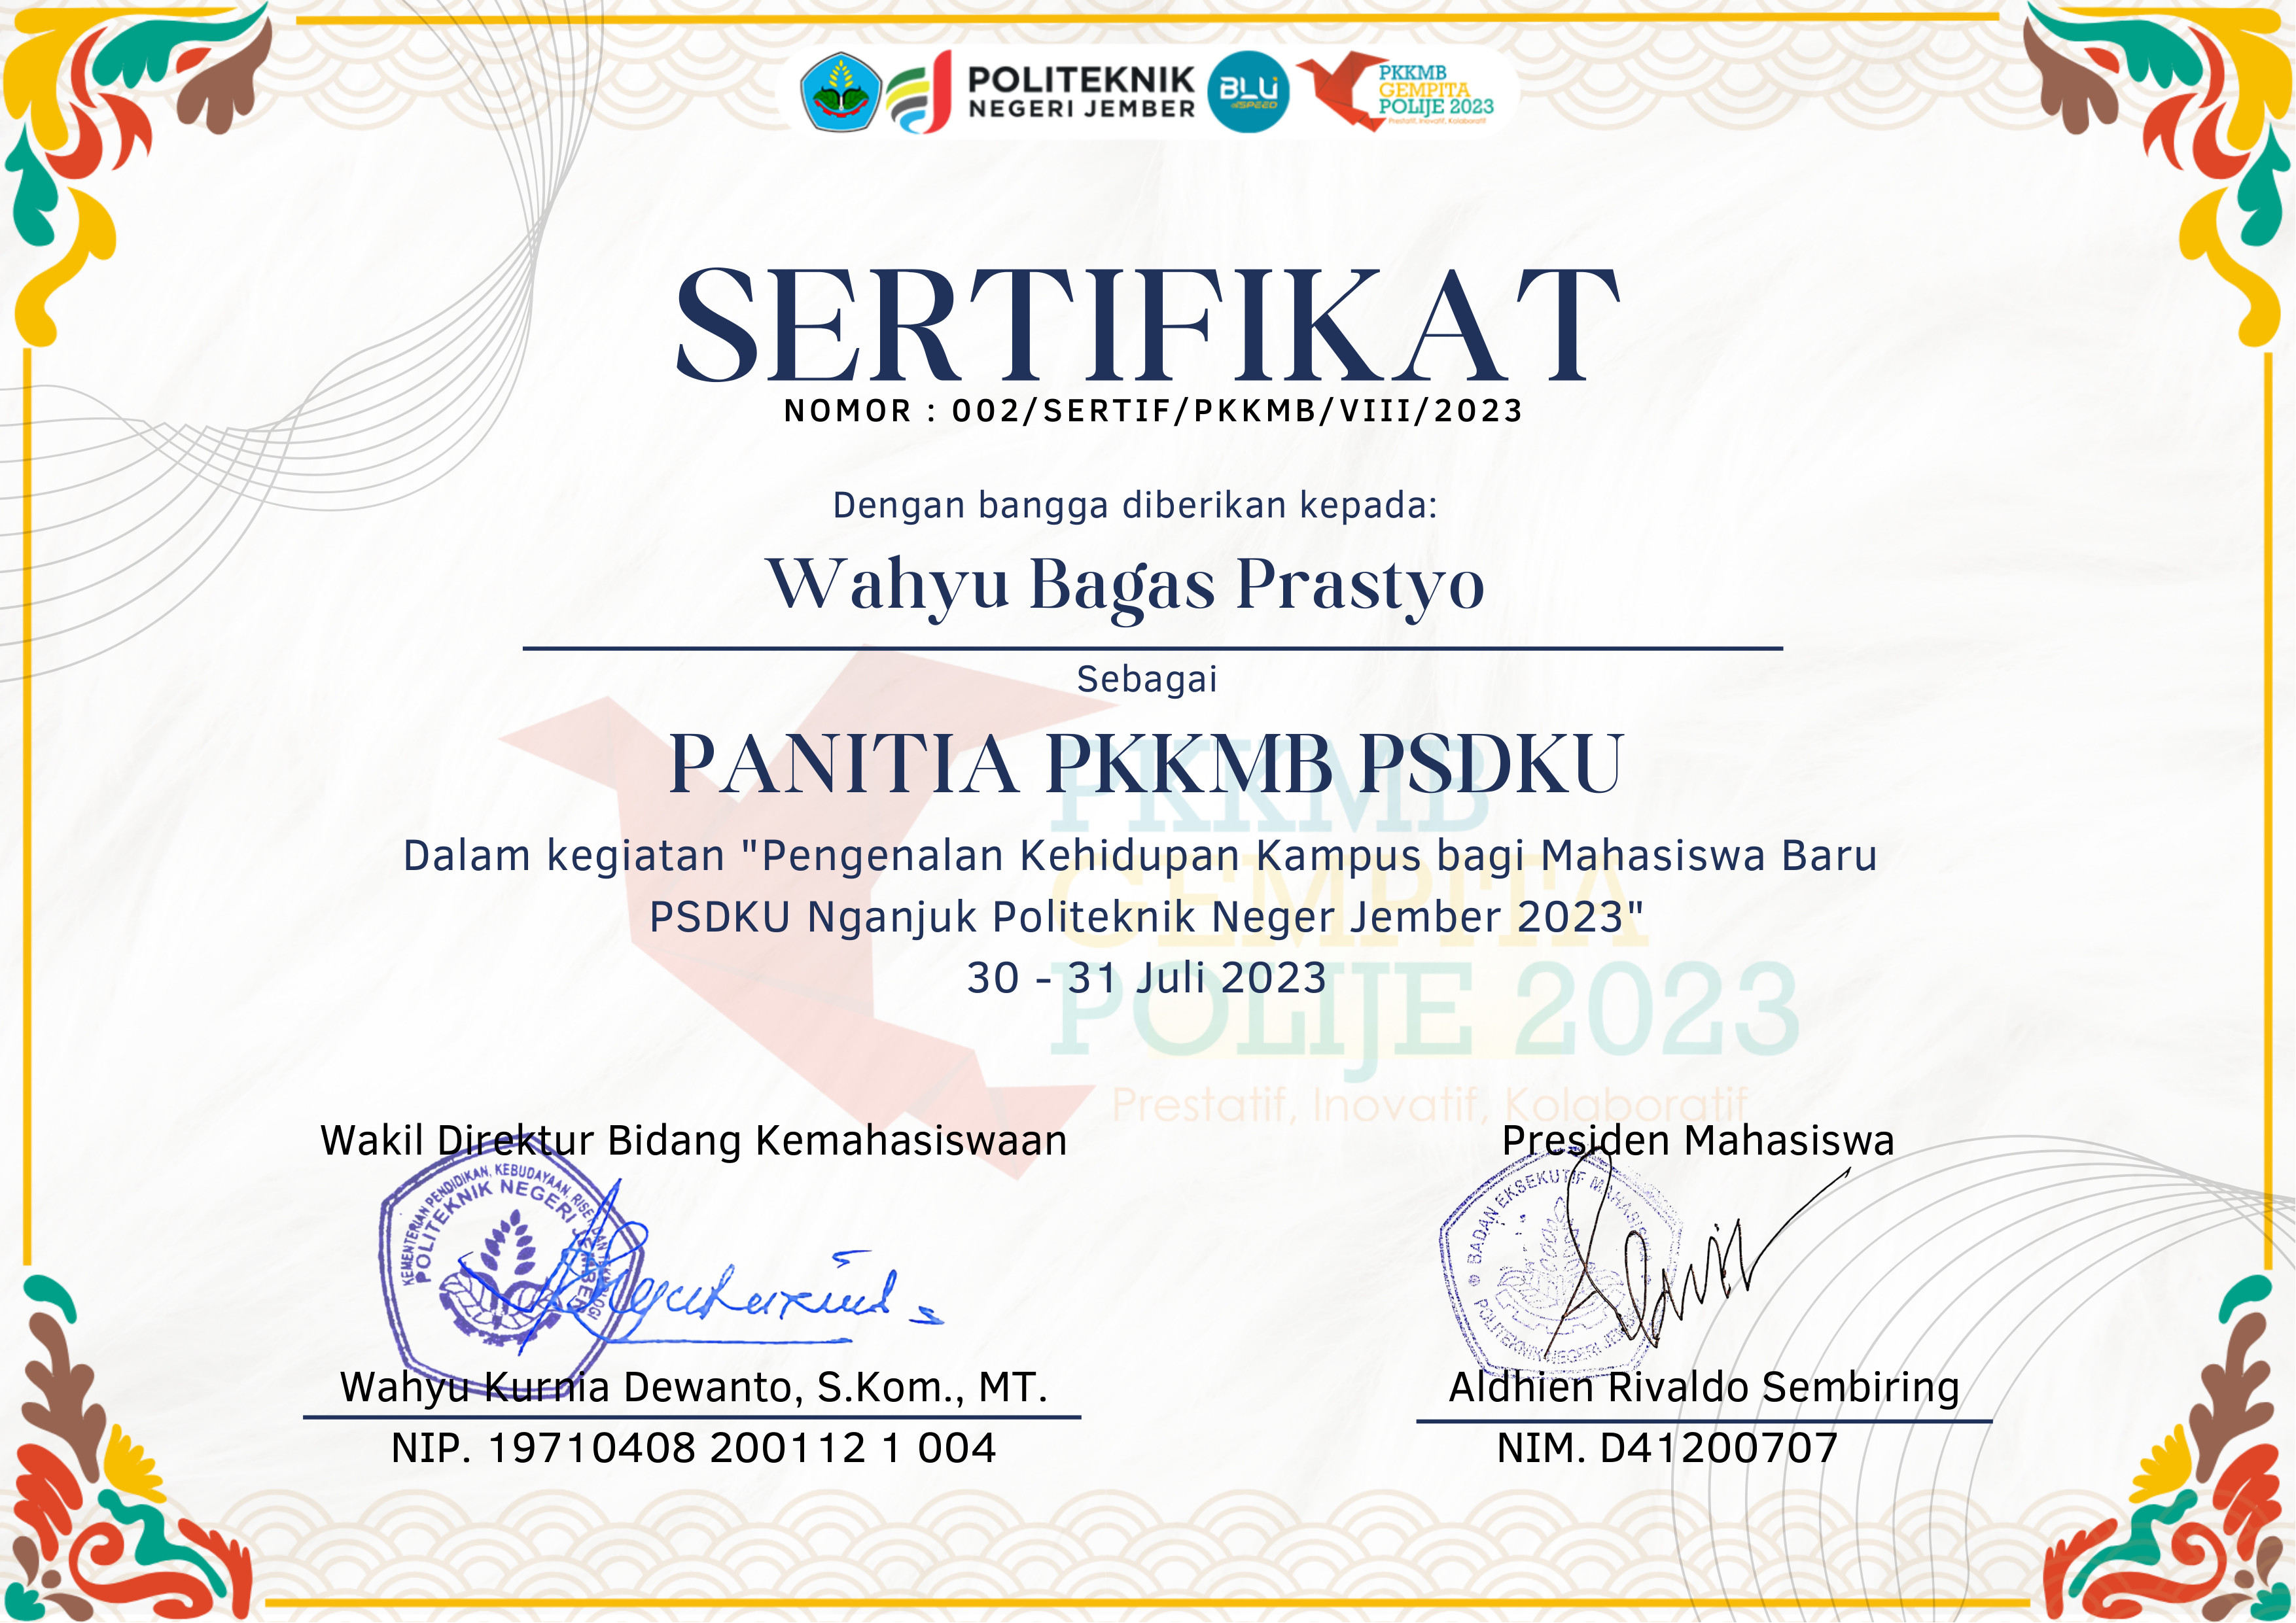 POLITEKNIK
NEGERI JEMBER
BLU
SPEED
PKKMB
GEMPITA
POLIJE 2023
Prestatif, Inovatif, Kolaboratif
SERTIFIKAT
NOMOR : 002/SERTIF/PKKMB/VIII/2023
Dengan bangga diberikan kepada:
Wahyu Bagas Prastyo
Sebagai
PANITIA PKKMB PSDKU
Dalam kegiatan "Pengenalan Kehidupan Kampus bagi Mahasiswa Baru
PSDKU Nganjuk Politeknik Neger Jember 2023"
30 - 31 Juli 2023
PKKMB
GEMPITA
POLIJE 2023
Prestatif, Inovatif, Kolaboratif
Wakil Direktur Bidang Kemahasiswaan
KEMENTERIAN PENDIDIKAN, KEBUDAYAAN, RISET, DAN TEKNOLOGI
POLITEKNIK NEGERI JEMBER
Wahyu Kurnia Dewanto, S.Kom., MT.
NIP. 19710408 200112 1 004
Presiden Mahasiswa
BADAN EKSEKUTIF MAHASISWA
POLITEKNIK NEGERI JEMBER
Aldhien Rivaldo Sembiring
NIM. D41200707